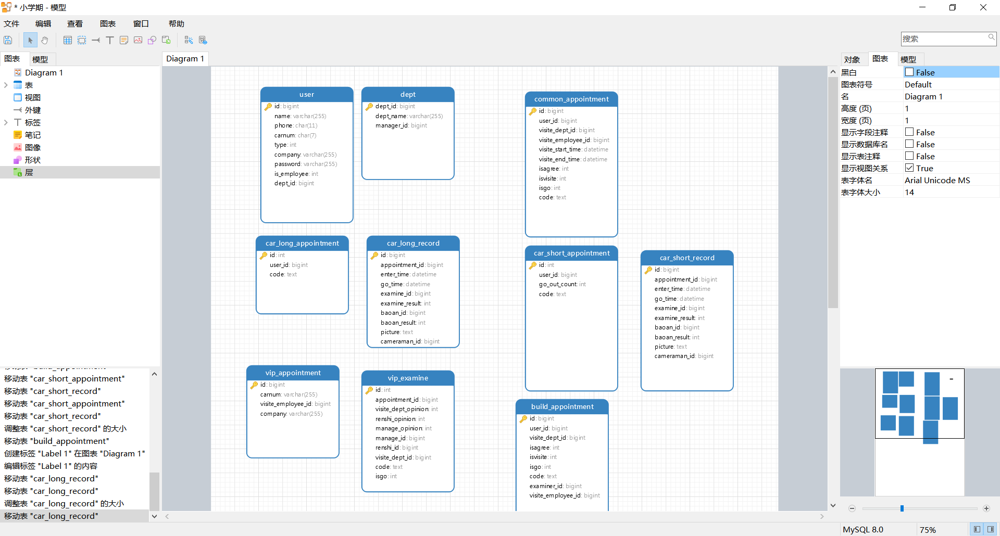 * 小学期 - 模型
文件 编辑 查看 图表 窗口 帮助
搜索
图表 模型
Diagram 1
表
视图
外键
标签
笔记
图像
形状
层
移动表 "car_short_appointment"
移动表 "car_short_record"
移动表 "car_short_appointment"
移动表 "car_short_record"
调整表 "car_short_record" 的大小
移动表 "build_appointment"
创建标签 "Label 1" 在图表 "Diagram 1"
编辑标签 "Label 1" 的内容
移动表 "car_long_record"
移动表 "car_long_record"
调整表 "car_long_record" 的大小
移动表 "car_long_record"
Diagram 1
user
id: bigint
name: varchar(255)
phone: char(11)
carnum: char(7)
type: int
company: varchar(255)
password: varchar(255)
is_employee: int
dept_id: bigint
dept
dept_id: bigint
dept_name: varchar(255)
manager_id: bigint
common_appointment
id: bigint
user_id: bigint
visite_dept_id: bigint
visite_employee_id: bigint
visite_start_time: datetime
visite_end_time: datetime
isagree: int
isvisite: int
isgo: int
code: text
car_long_appointment
id: int
user_id: bigint
code: text
car_long_record
id: bigint
appointment_id: bigint
enter_time: datetime
go_time: datetime
examine_id: bigint
examine_result: int
baoan_id: bigint
baoan_result: int
picture: text
cameraman_id: bigint
car_short_appointment
id: int
user_id: bigint
go_out_count: int
code: text
car_short_record
id: bigint
appointment_id: bigint
enter_time: datetime
go_time: datetime
examine_id: bigint
examine_result: int
baoan_id: bigint
baoan_result: int
picture: text
cameraman_id: bigint
vip_appointment
id: bigint
carnum: varchar(255)
visite_employee_id: bigint
company: varchar(255)
vip_examine
id: int
appointment_id: bigint
visite_dept_opinion: int
renshi_opinion: int
manage_opinion: int
manage_id: bigint
renshi_id: bigint
visite_dept_id: bigint
code: text
isgo: int
build_appointment
id: bigint
user_id: bigint
visite_dept_id: bigint
isagree: int
isvisite: int
isgo: int
code: text
examiner_id: bigint
visite_employee_id: bigint
对象 图表 模型
黑白 False
图表符号 Default
名 Diagram 1
高度 (页) 1
宽度 (页) 1
显示字段注释 False
显示数据库名 False
显示表注释 False
显示视图关系 True
表字体名 Arial Unicode MS
表字体大小 14
MySQL 8.0 75%